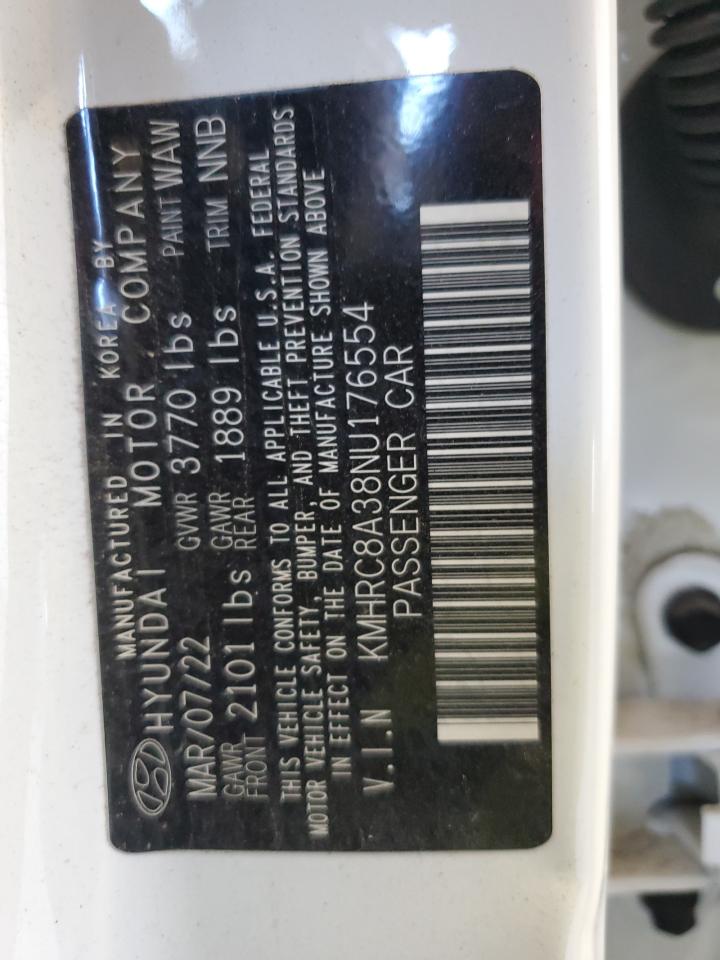 MANUFACTURED IN KOREA BY
HYUNDAI MOTOR COMPANY
MAR/07/22 GVWR 3770 lbs PAINT WAW
GAWR FRONT 2101 lbs GAWR REAR 1889 lbs TRIM NNB
THIS VEHICLE CONFORMS TO ALL APPLICABLE U.S.A. FEDERAL
MOTOR VEHICLE SAFETY, BUMPER, AND THEFT PREVENTION STANDARDS
IN EFFECT ON THE DATE OF MANUFACTURE SHOWN ABOVE
V.I.N KMHRC8A38NU176554
PASSENGER CAR